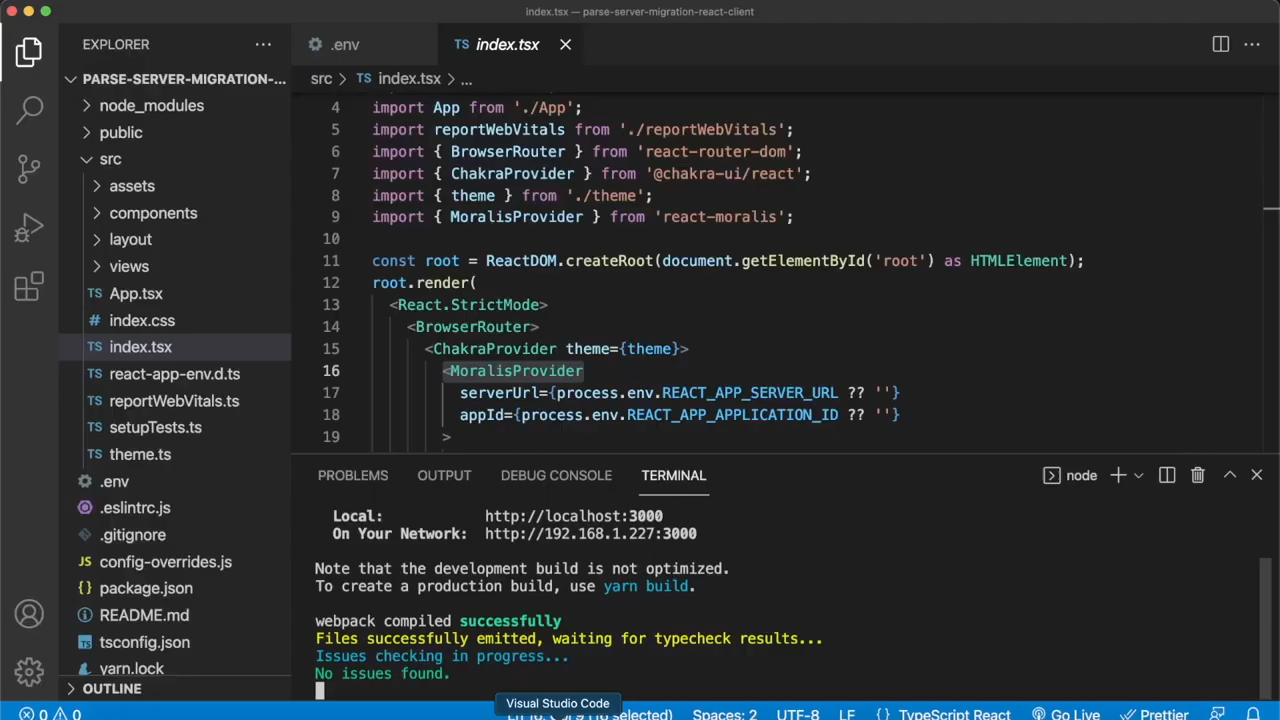 index.tsx — parse-server-migration-react-client
EXPLORER
PARSE-SERVER-MIGRATION-...
node_modules
public
src
assets
components
layout
views
TS App.tsx
# index.css
TS index.tsx
TS react-app-env.d.ts
TS reportWebVitals.ts
TS setupTests.ts
TS theme.ts
.env
.eslintrc.js
.gitignore
JS config-overrides.js
{} package.json
README.md
tsconfig.json
yarn.lock
OUTLINE
.env
TS index.tsx
src > TS index.tsx > ...
4 import App from './App';
5 import reportWebVitals from './reportWebVitals';
6 import { BrowserRouter } from 'react-router-dom';
7 import { ChakraProvider } from '@chakra-ui/react';
8 import { theme } from './theme';
9 import { MoralisProvider } from 'react-moralis';
10
11 const root = ReactDOM.createRoot(document.getElementById('root') as HTMLElement);
12 root.render(
13 <React.StrictMode>
14 <BrowserRouter>
15 <ChakraProvider theme={theme}>
16 <MoralisProvider
17 serverUrl={process.env.REACT_APP_SERVER_URL ?? ''}
18 appId={process.env.REACT_APP_APPLICATION_ID ?? ''}
19 >
PROBLEMS OUTPUT DEBUG CONSOLE TERMINAL
node
Local: http://localhost:3000
On Your Network: http://192.168.1.227:3000
Note that the development build is not optimized.
To create a production build, use yarn build.
webpack compiled successfully
Files successfully emitted, waiting for typecheck results...
Issues checking in progress...
No issues found.
Visual Studio Code
0 0
selected) Spaces: 2 UTF-8 LF {} TypeScript React Go Live Prettier